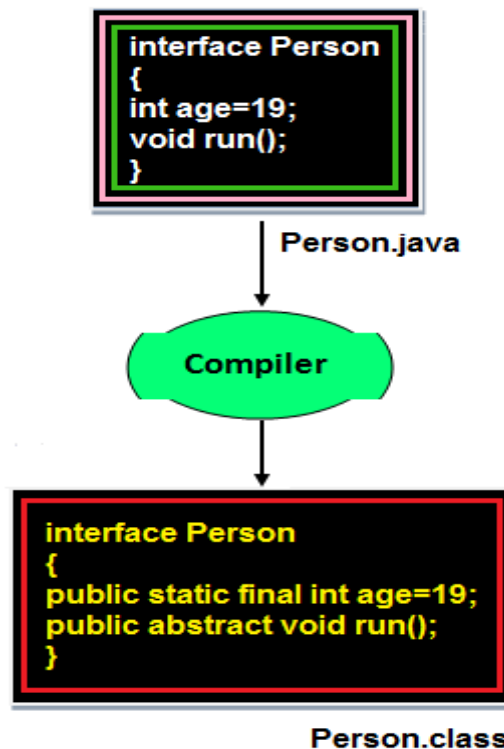 interface Person
{
int age=19;
void run();
}
Person.java
Compiler
interface Person
{
public static final int age=19;
public abstract void run();
}
Person.class